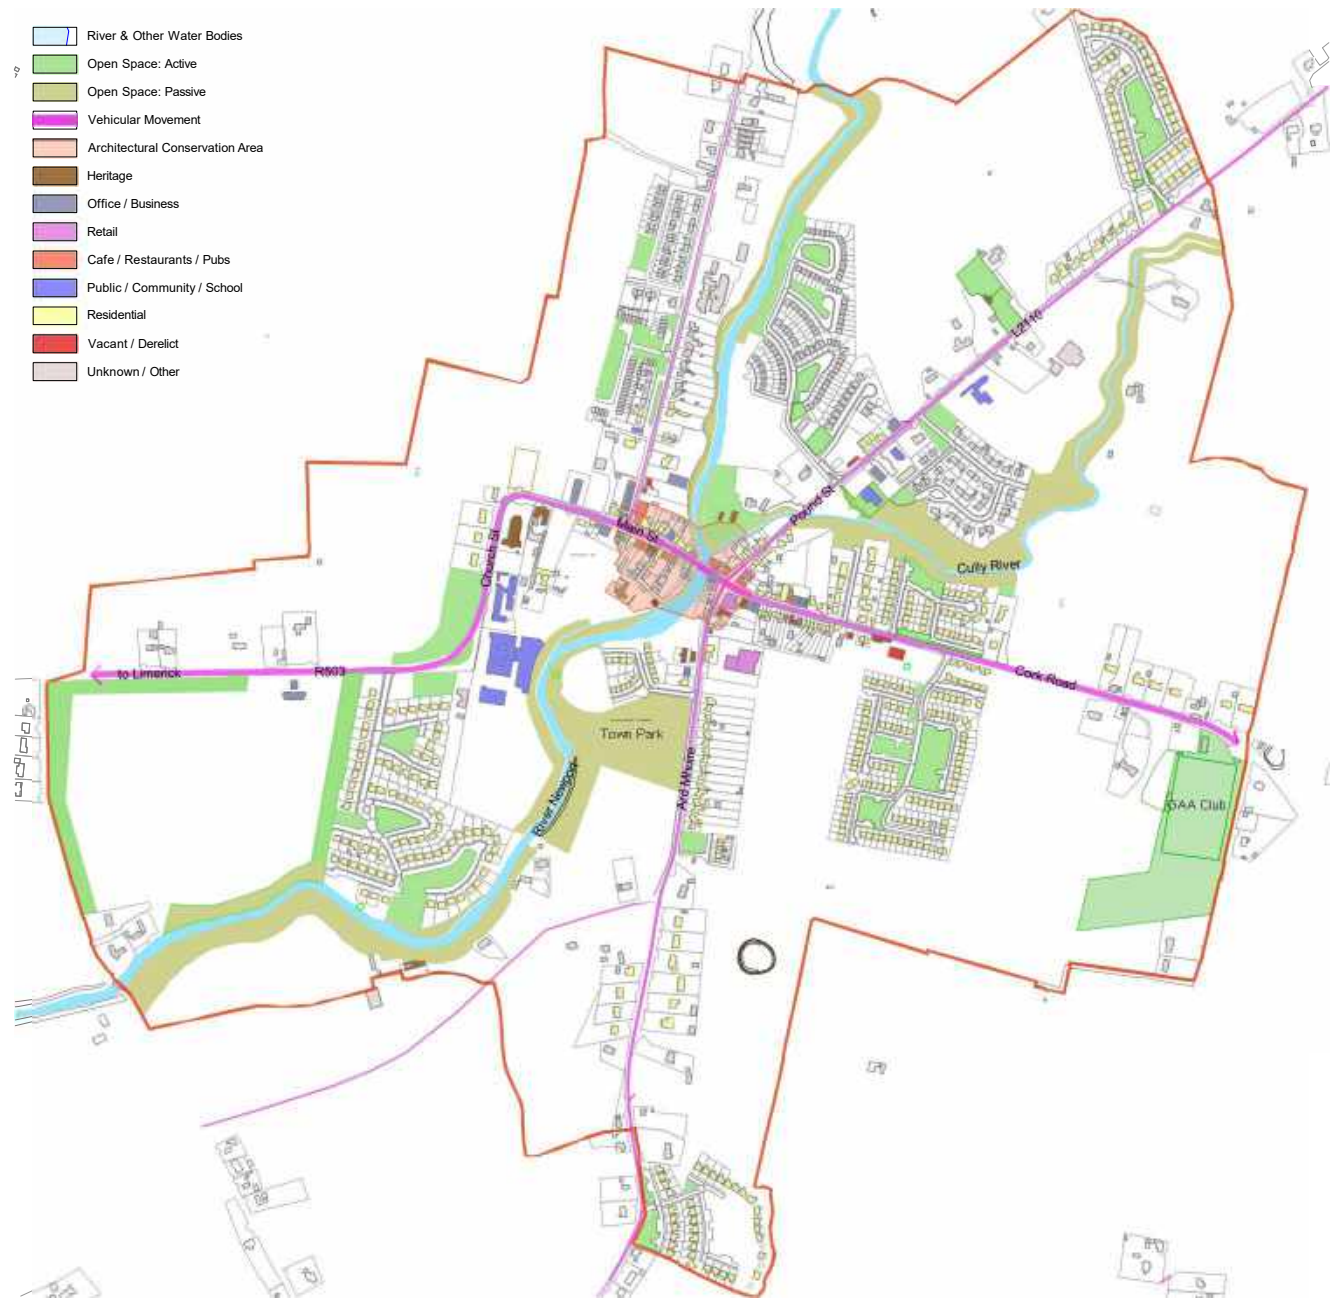 River & Other Water Bodies
Open Space: Active
Open Space: Passive
Vehicular Movement
Architectural Conservation Area
Heritage
Office / Business
Retail
Cafe / Restaurants / Pubs
Public / Community / School
Residential
Vacant / Derelict
Unknown / Other
L2110
Pound St
Main St
Church St
Cully River
to Limerick
R503
Cork Road
Town Park
Ard Mhuire
River Newport
GAA Club